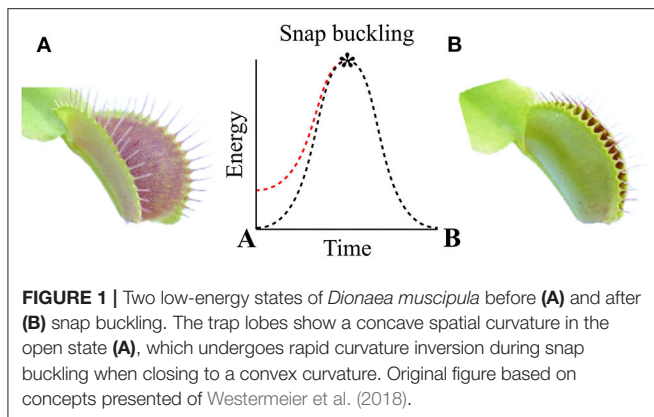 A
Snap buckling
B
*
Energy
A
Time
B
FIGURE 1 | Two low-energy states of Dionaea muscipula before (A) and after
(B) snap buckling. The trap lobes show a concave spatial curvature in the
open state (A), which undergoes rapid curvature inversion during snap
buckling when closing to a convex curvature. Original figure based on
concepts presented of Westermeier et al. (2018).